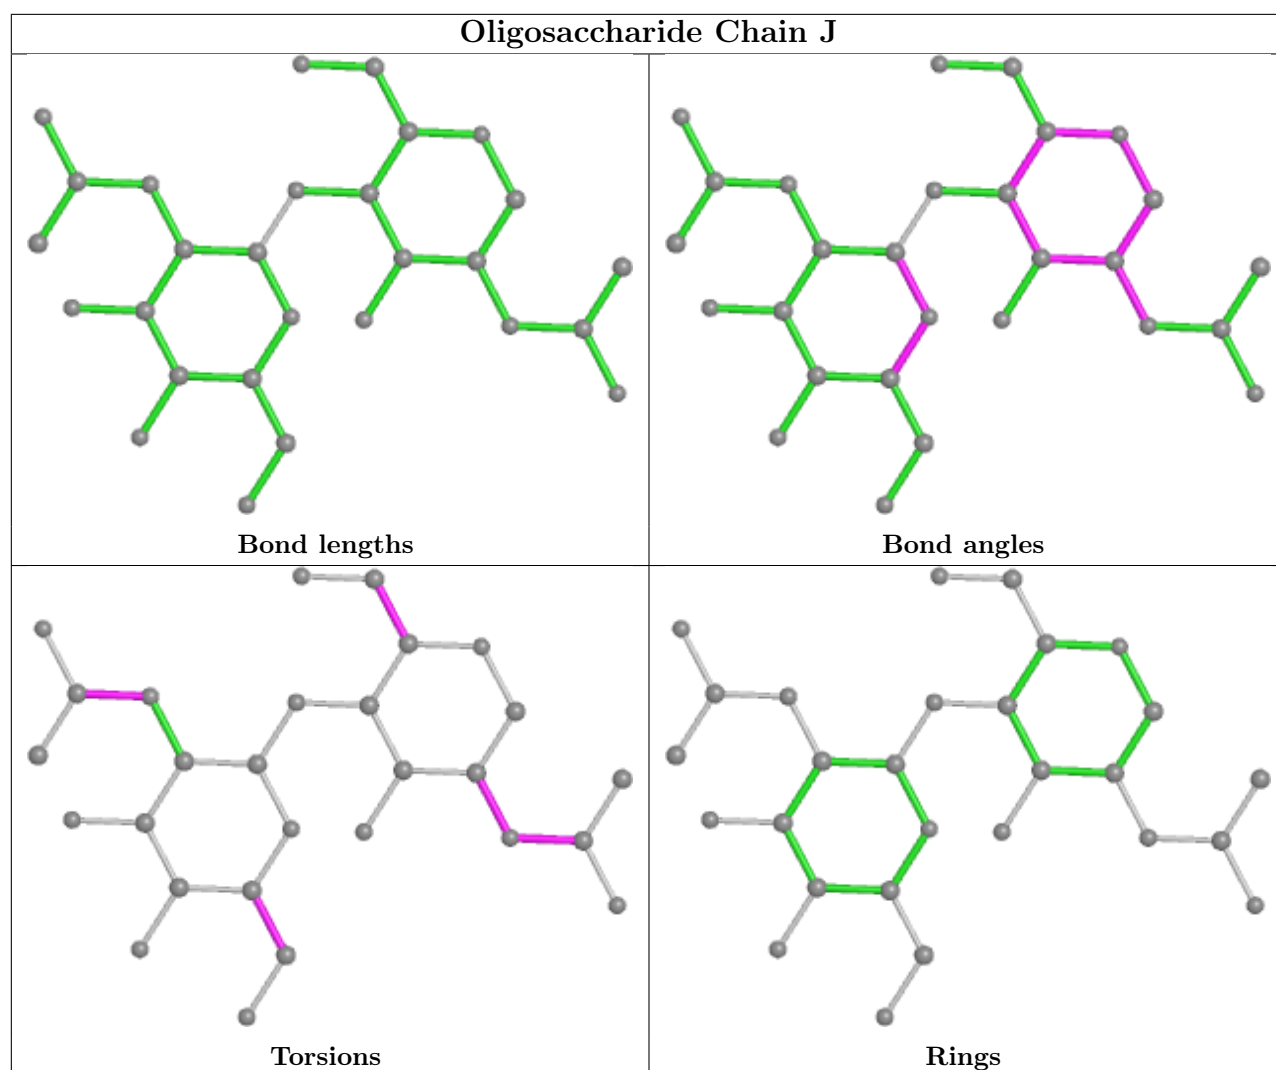 Oligosaccharide Chain J
Bond lengths
Bond angles
Torsions
Rings